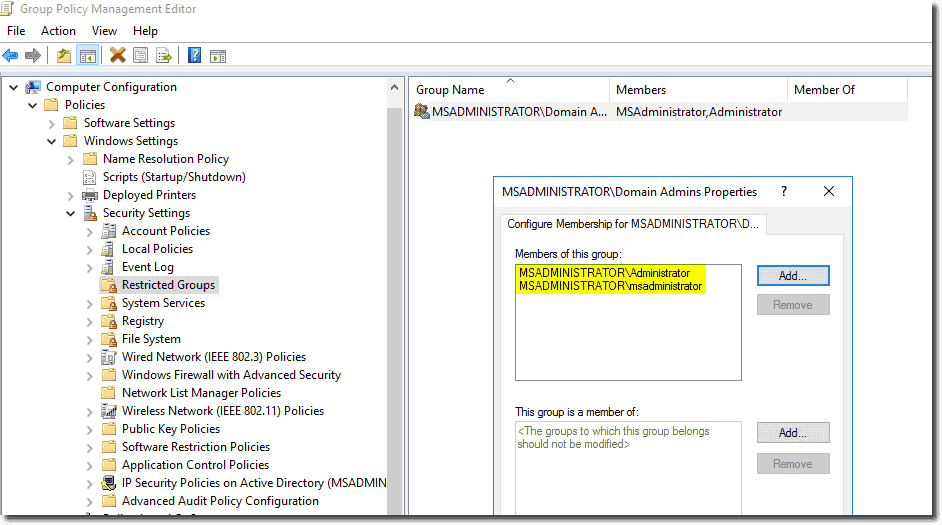 Group Policy Management Editor
File Action View Help
Computer Configuration
Policies
Software Settings
Windows Settings
Name Resolution Policy
Scripts (Startup/Shutdown)
Deployed Printers
Security Settings
Account Policies
Local Policies
Event Log
Restricted Groups
System Services
Registry
File System
Wired Network (IEEE 802.3) Policies
Windows Firewall with Advanced Security
Network List Manager Policies
Wireless Network (IEEE 802.11) Policies
Public Key Policies
Software Restriction Policies
Application Control Policies
IP Security Policies on Active Directory (MSADMIN
Advanced Audit Policy Configuration
Group Name Members Member Of
MSADMINISTRATOR\Domain A... MSAdministrator,Administrator
MSADMINISTRATOR\Domain Admins Properties ?
Configure Membership for MSADMINISTRATOR\D...
Members of this group:
MSADMINISTRATOR\Administrator
MSADMINISTRATOR\msadministrator
Add...
Remove
This group is a member of:
<The groups to which this group belongs
should not be modified>
Add...
Remove